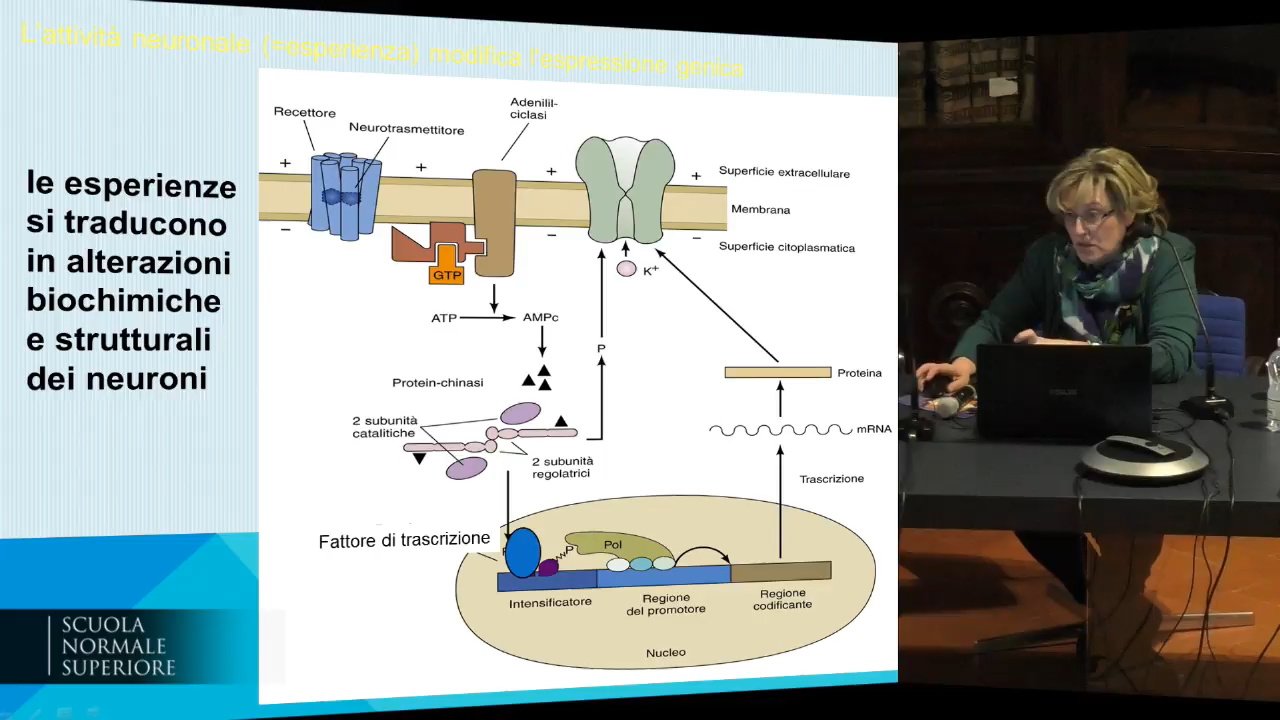 L'attività neuronale (=esperienza) modifica l'espressione genica
le esperienze
si traducono
in alterazioni
biochimiche
e strutturali
dei neuroni
Recettore
Neurotrasmettitore
Adenilil-
ciclasi
Superficie extracellulare
Membrana
Superficie citoplasmatica
+
+
+
+
−
−
−
GTP
K+
ATP
AMPc
P
Protein-chinasi
2 subunità
catalitiche
2 subunità
regolatrici
Proteina
mRNA
Trascrizione
Fattore di trascrizione
P
Pol
Intensificatore
Regione
del promotore
Regione
codificante
Nucleo
SCUOLA
NORMALE
SUPERIORE
ASUS